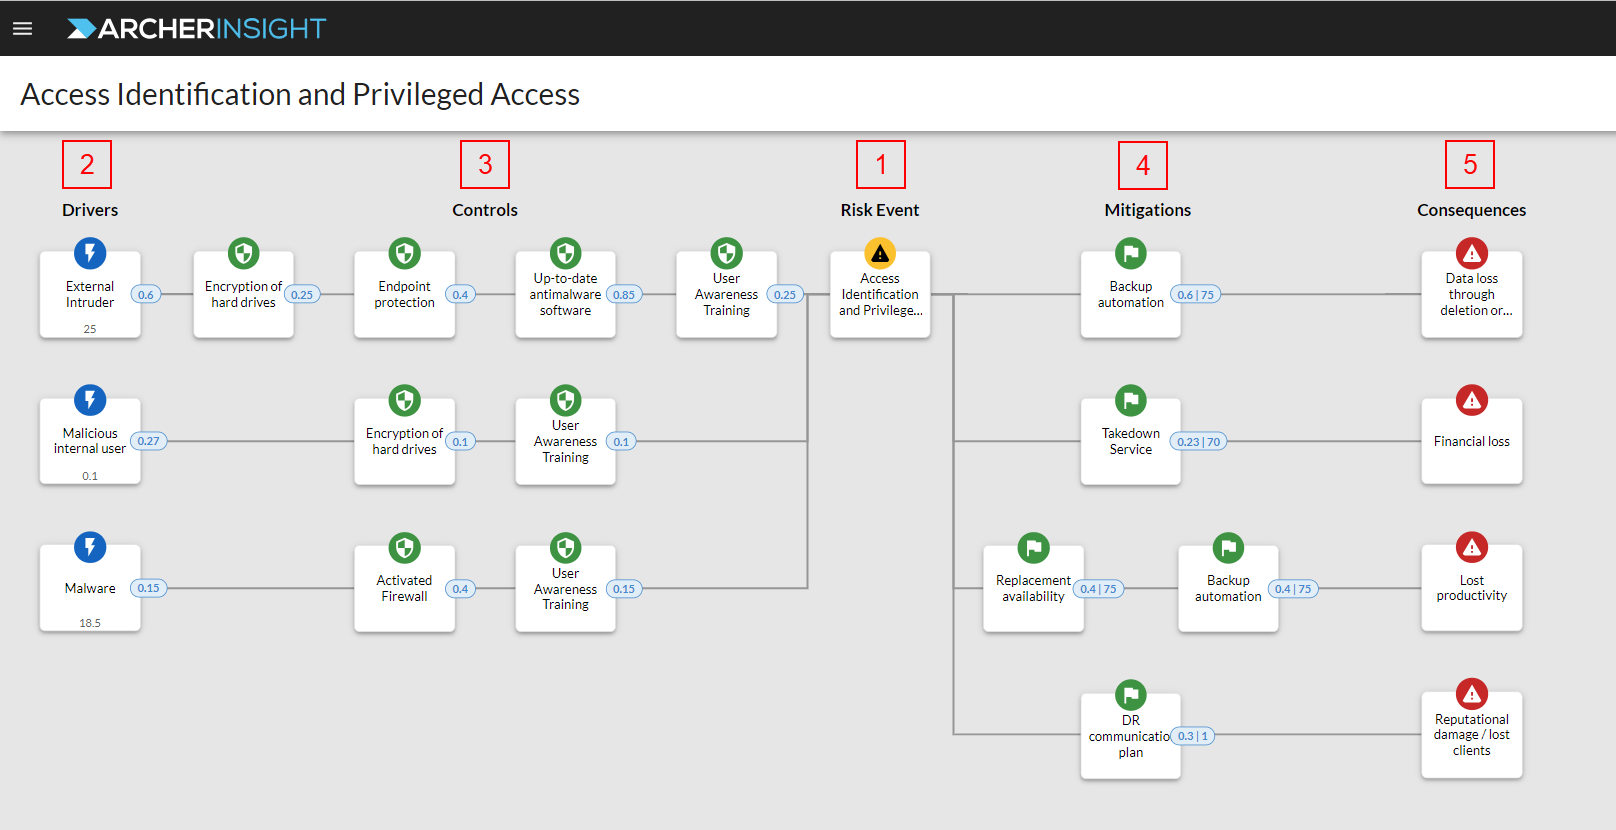 ARCHERINSIGHT
Access Identification and Privileged Access
2
3
1
4
5
Drivers
Controls
Risk Event
Mitigations
Consequences
External
Intruder
25
0.6
Encryption of
hard drives
0.25
Endpoint
protection
0.4
Up-to-date
antimalware
software
0.85
User
Awareness
Training
0.25
Access
Identification
and Privilege...
Backup
automation
0.6 | 75
Data loss
through
deletion or...
Malicious
internal user
0.1
0.27
Encryption of
hard drives
0.1
User
Awareness
Training
0.1
Takedown
Service
0.23 | 70
Financial loss
Malware
18.5
0.15
Activated
Firewall
0.4
User
Awareness
Training
0.15
Replacement
availability
0.4 | 75
Backup
automation
0.4 | 75
Lost
productivity
DR
communicatio
plan
0.3 | 1
Reputational
damage / lost
clients